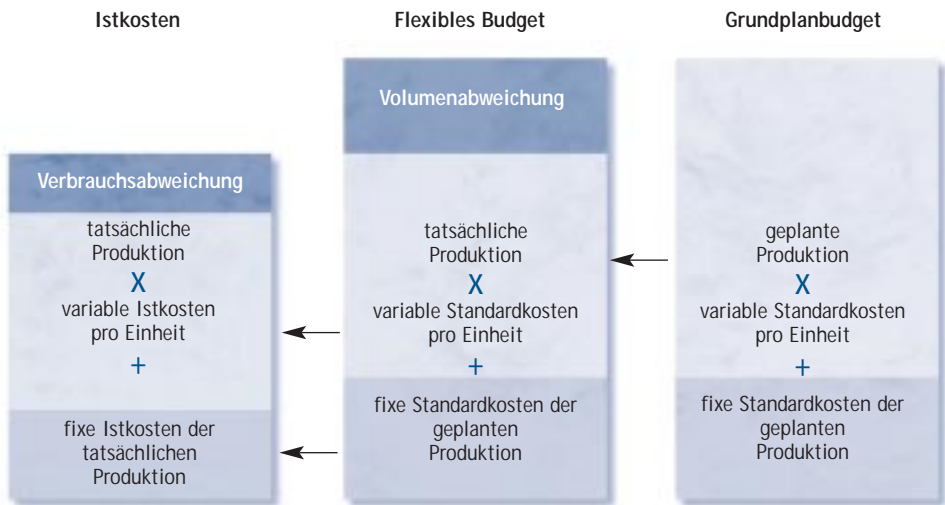 Istkosten
Flexibles Budget
Grundplanbudget
Verbrauchsabweichung
tatsächliche
Produktion
X
variable Istkosten
pro Einheit
+
fixe Istkosten der
tatsächlichen
Produktion
Volumenabweichung
tatsächliche
Produktion
X
variable Standardkosten
pro Einheit
+
fixe Standardkosten der
geplanten
Produktion
geplante
Produktion
X
variable Standardkosten
pro Einheit
+
fixe Standardkosten der
geplanten
Produktion